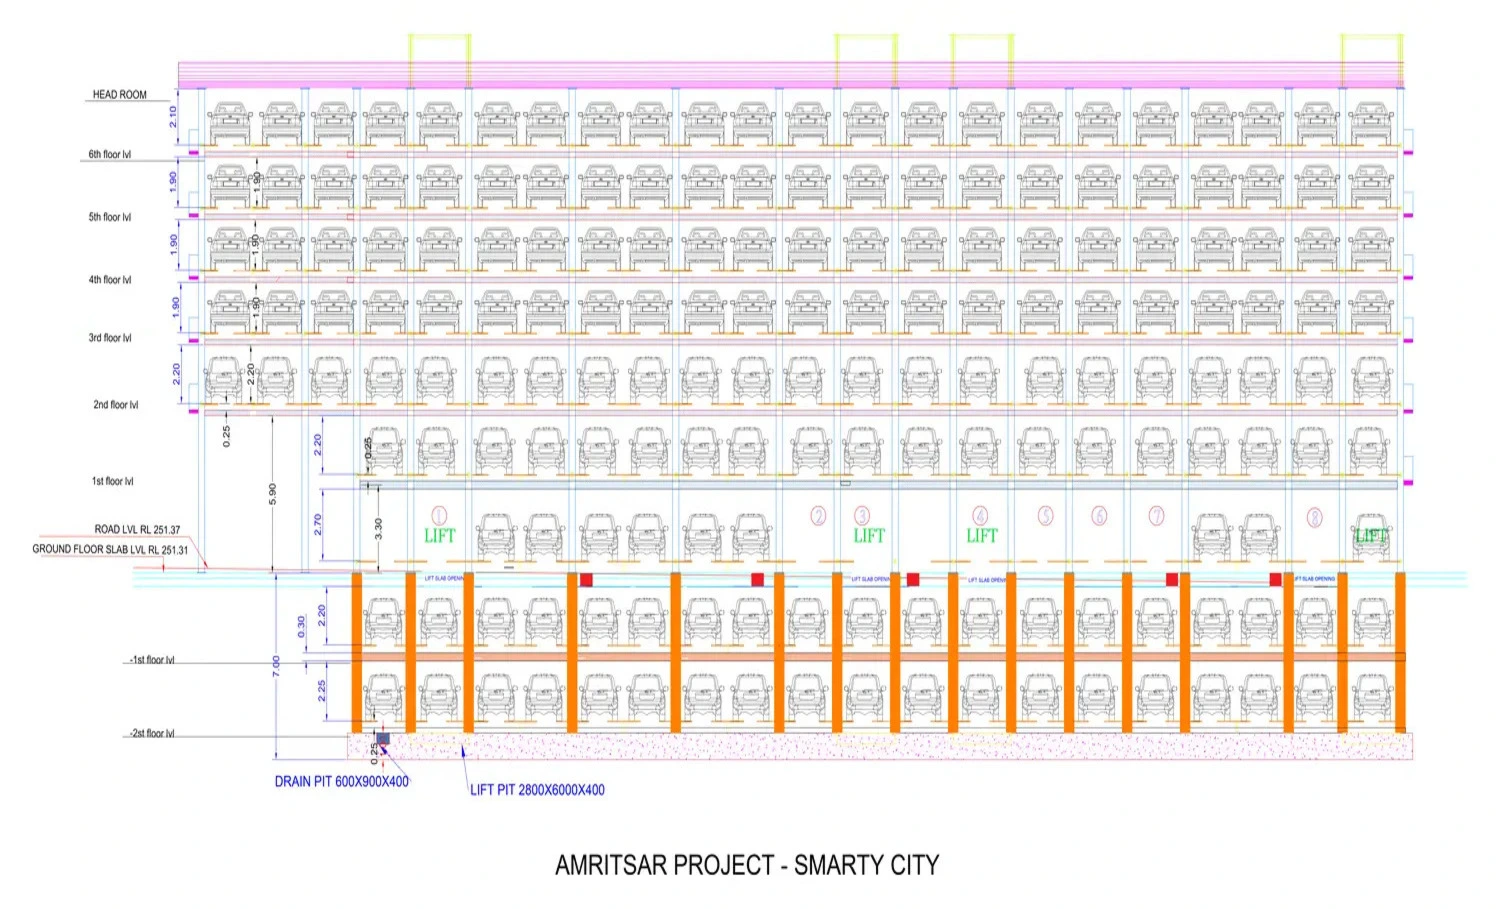 HEAD ROOM
2.10
6th floor lvl
1.90
1.90
5th floor lvl
1.90
1.90
4th floor lvl
1.90
1.90
3rd floor lvl
2.20
2.20
2nd floor lvl
0.25
2.20
0.25
1st floor lvl
5.90
2.70
3.30
1 2 3 4 5 6 7 8
LIFT LIFT LIFT LIFT
ROAD LVL RL 251.37
GROUND FLOOR SLAB LVL RL 251.31
LIFT SLAB OPENING LIFT SLAB OPENING LIFT SLAB OPENING LIFT SLAB OPENING
2.20
0.30
7.00
-1st floor lvl
2.25
-2st floor lvl
0.25
DRAIN PIT 600X900X400
LIFT PIT 2800X6000X400
AMRITSAR PROJECT - SMARTY CITY